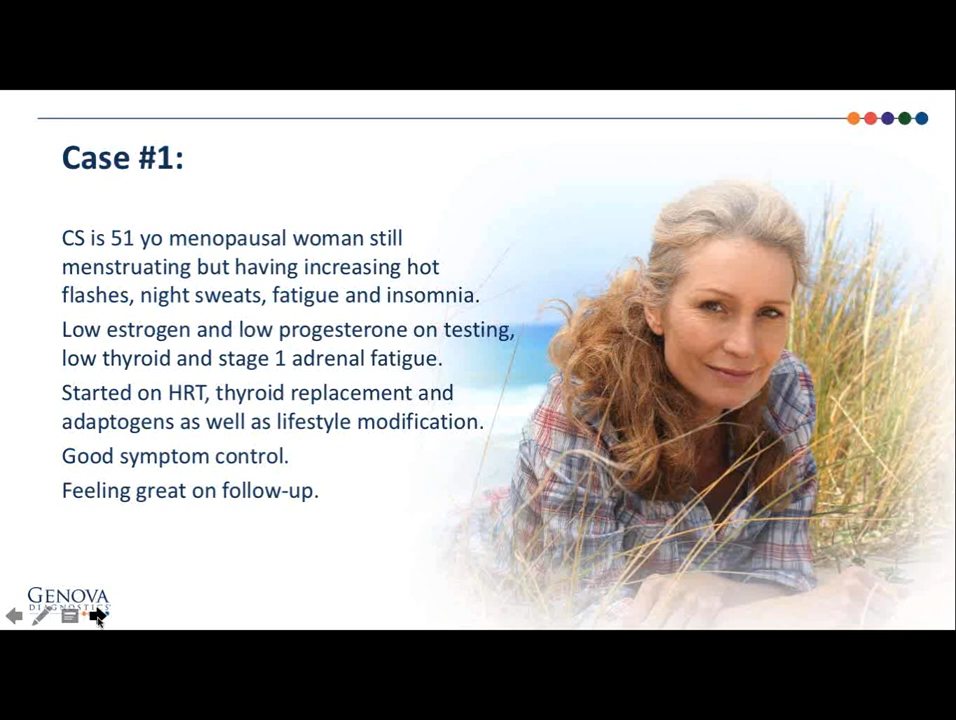 Case #1:
CS is 51 yo menopausal woman still
menstruating but having increasing hot
flashes, night sweats, fatigue and insomnia.
Low estrogen and low progesterone on testing,
low thyroid and stage 1 adrenal fatigue.
Started on HRT, thyroid replacement and
adaptogens as well as lifestyle modification.
Good symptom control.
Feeling great on follow-up.
GENOVA
DIAGNOSTICS